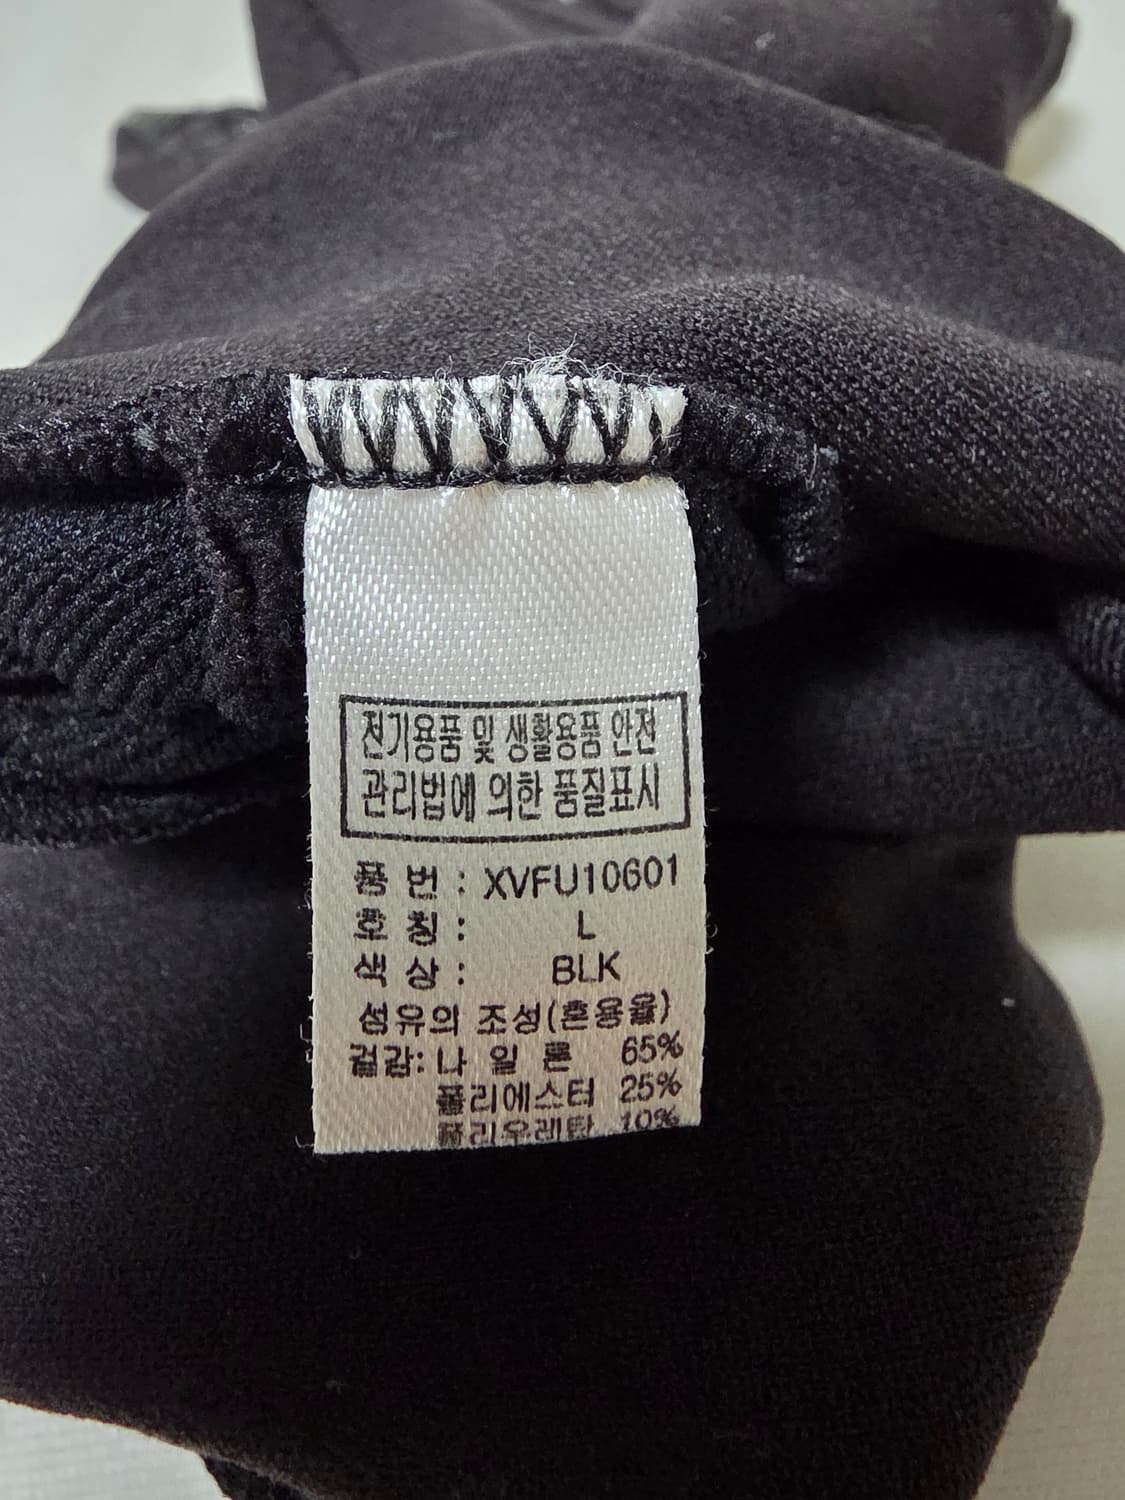 전기용품 및 생활용품 안전
관리법에 의한 품질표시
품 번 : XVFU10601
호 칭 : L
색 상 : BLK
섬유의 조성(혼용율)
겉감: 나 일 론 65%
폴리에스터 25%
폴리우레탄 10%